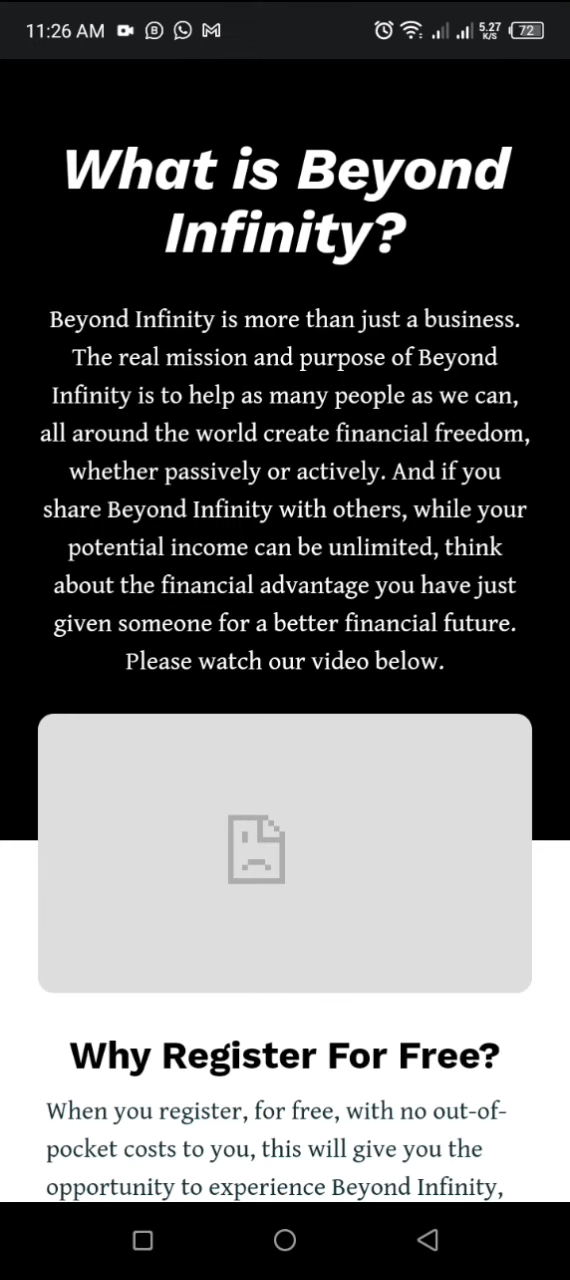 11:26 AM
5.27 K/S
72
What is Beyond
Infinity?
Beyond Infinity is more than just a business.
The real mission and purpose of Beyond
Infinity is to help as many people as we can,
all around the world create financial freedom,
whether passively or actively. And if you
share Beyond Infinity with others, while your
potential income can be unlimited, think
about the financial advantage you have just
given someone for a better financial future.
Please watch our video below.
Why Register For Free?
When you register, for free, with no out-of-
pocket costs to you, this will give you the
opportunity to experience Beyond Infinity,